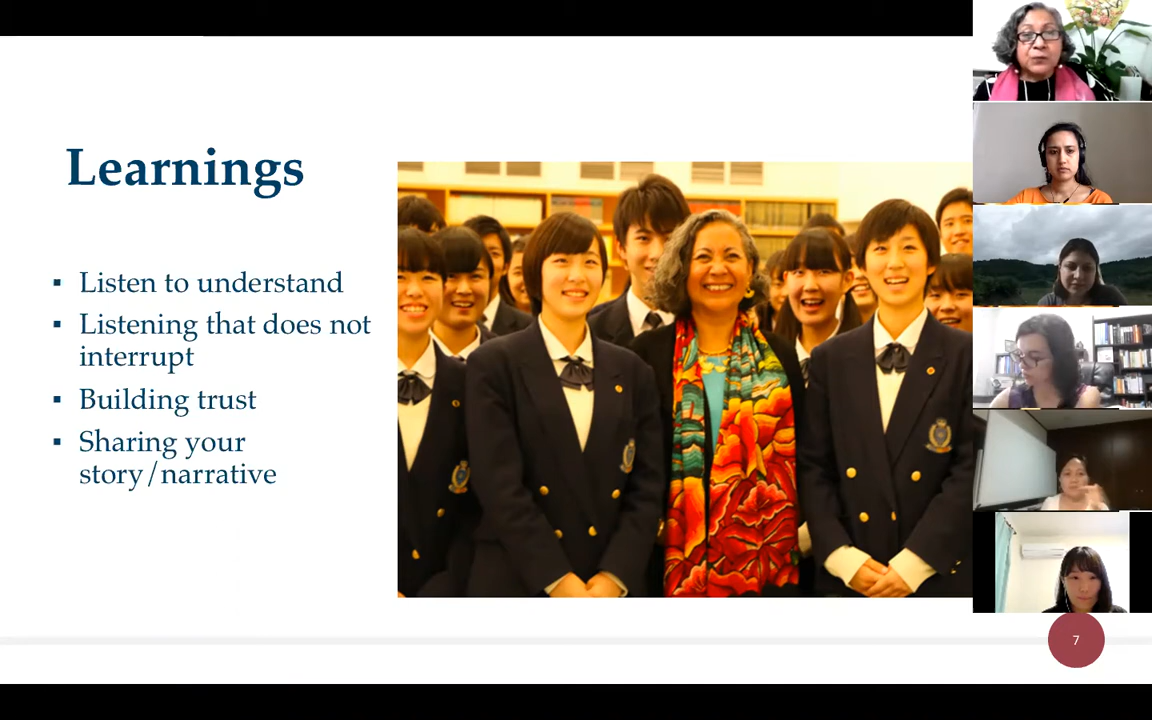 Learnings
▪ Listen to understand
▪ Listening that does not
interrupt
▪ Building trust
▪ Sharing your
story/narrative
7